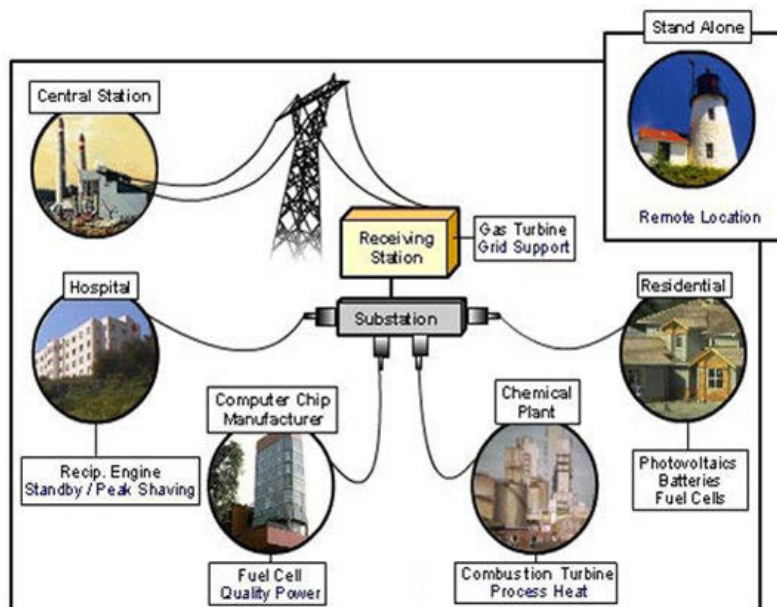 Stand Alone
Remote Location
Central Station
Receiving
Station
Gas Turbine
Grid Support
Hospital
Substation
Residential
Computer Chip
Manufacturer
Chemical
Plant
Recip. Engine
Standby / Peak Shaving
Photovoltaics
Batteries
Fuel Cells
Fuel Cell
Quality Power
Combustion Turbine
Process Heat